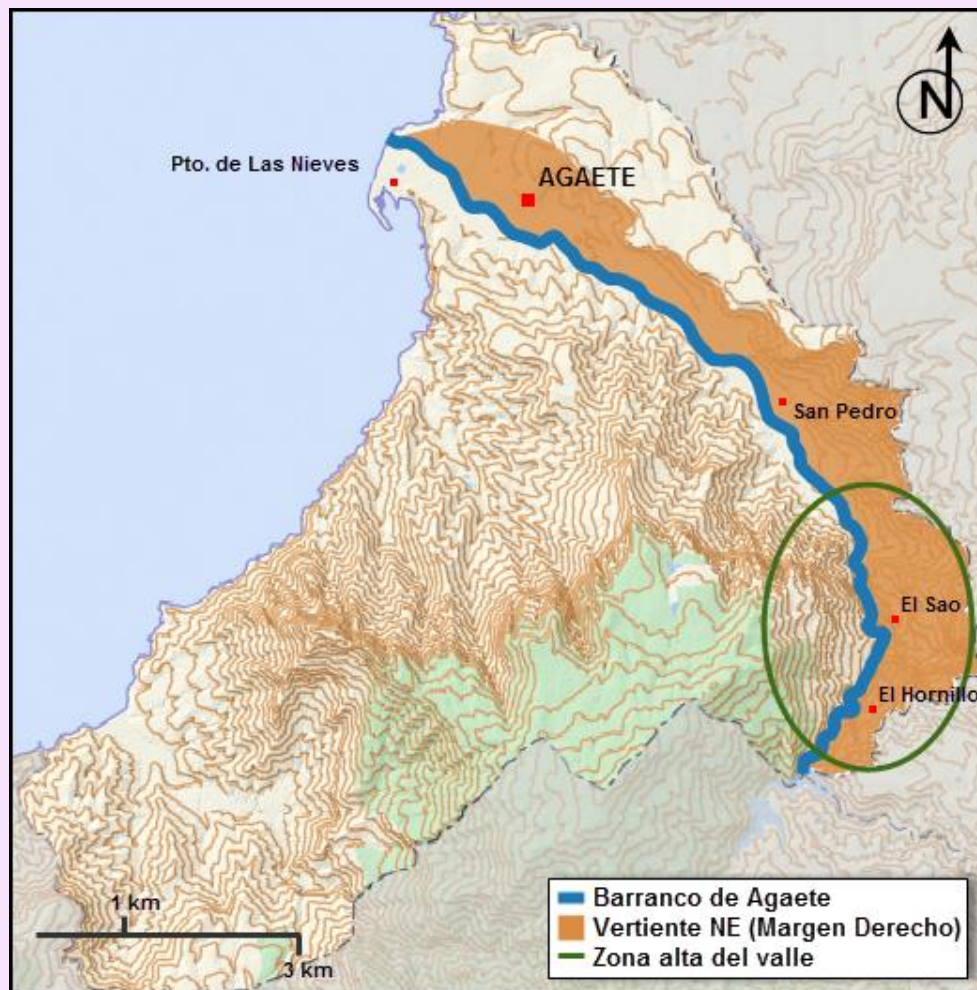 N
Pto. de Las Nieves
AGAETE
San Pedro
El Sao
El Hornillo
1 km
3 km
Barranco de Agaete
Vertiente NE (Margen Derecho)
Zona alta del valle